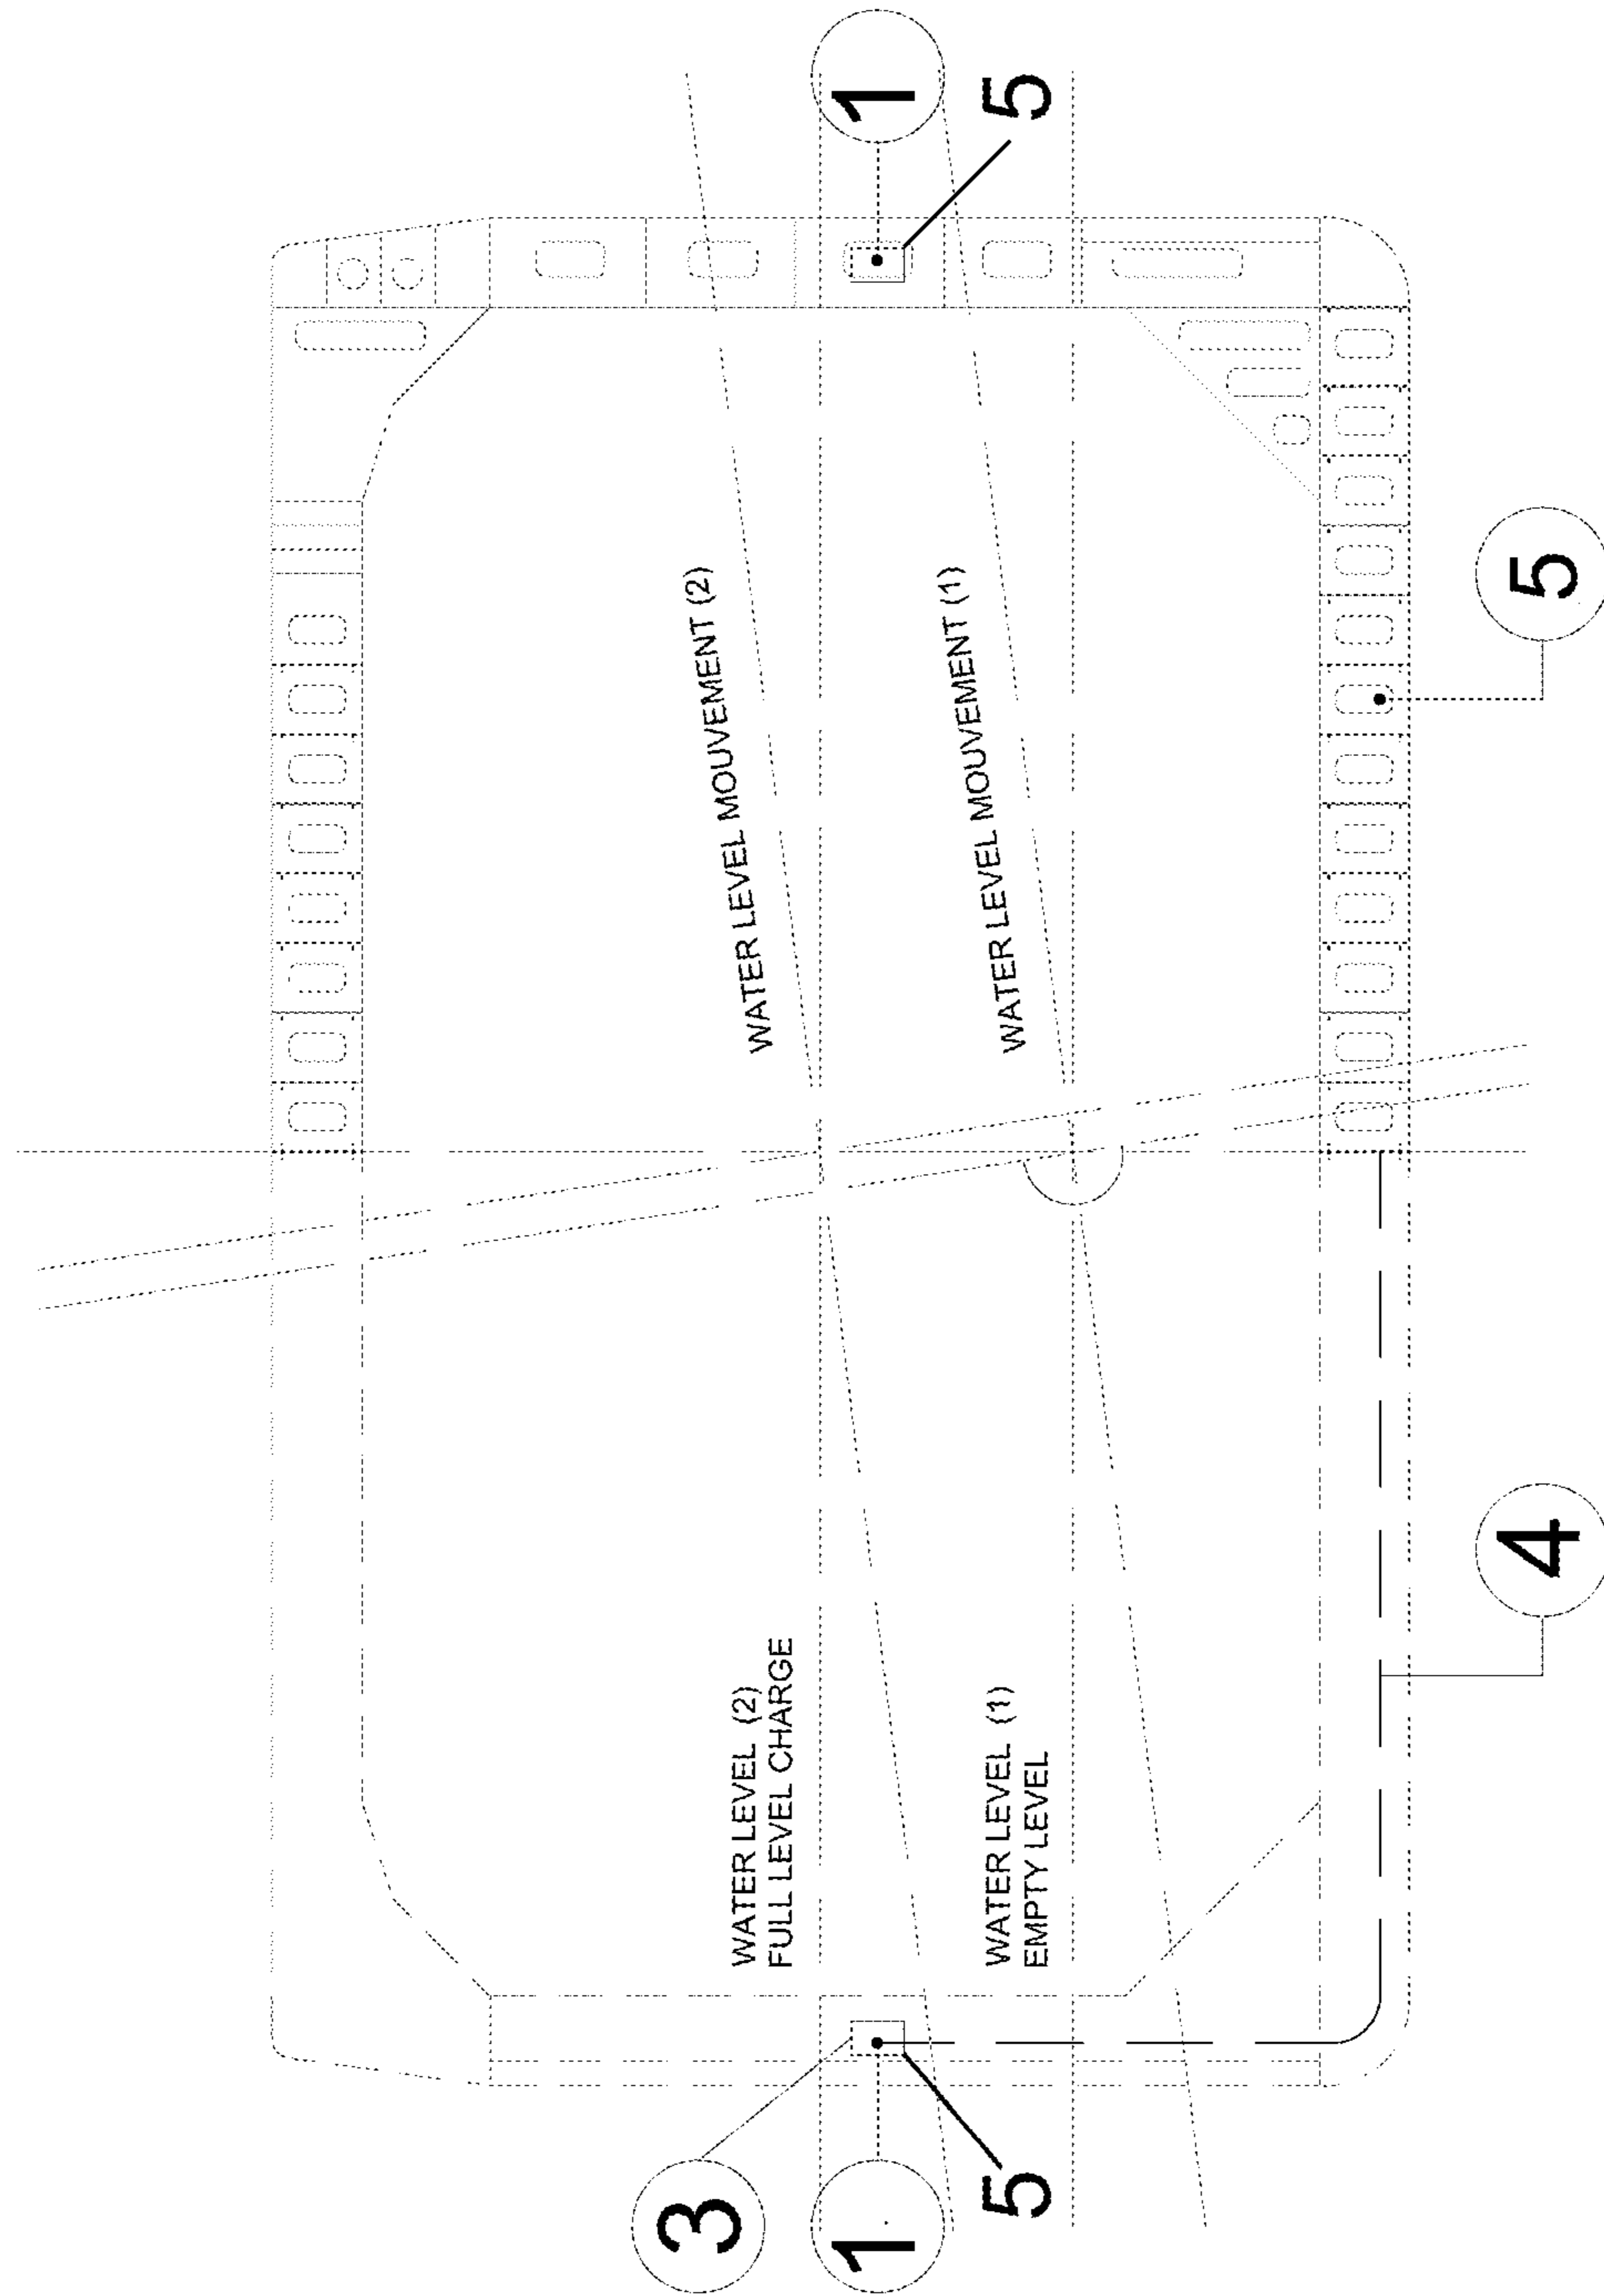 3
1
5
WATER LEVEL (2)
FULL LEVEL CHARGE
WATER LEVEL (1)
EMPTY LEVEL
WATER LEVEL MOUVEMENT (2)
WATER LEVEL MOUVEMENT (1)
1
5
4
5